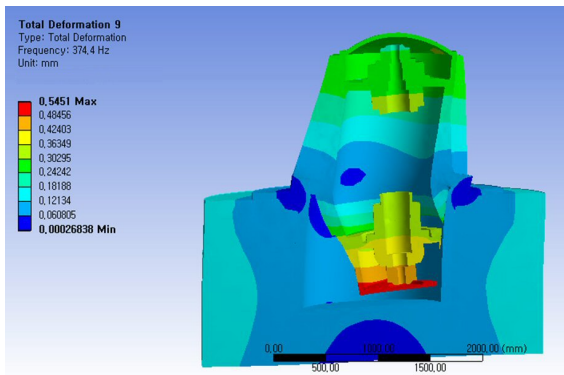 Total Deformation 9
Type: Total Deformation
Frequency: 374,4 Hz
Unit: mm
0,5451 Max
0,48456
0,42403
0,36349
0,30295
0,24242
0,18188
0,12134
0,060805
0,00026838 Min
0,00 1000,00 2000,00 (mm)
500,00 1500,00